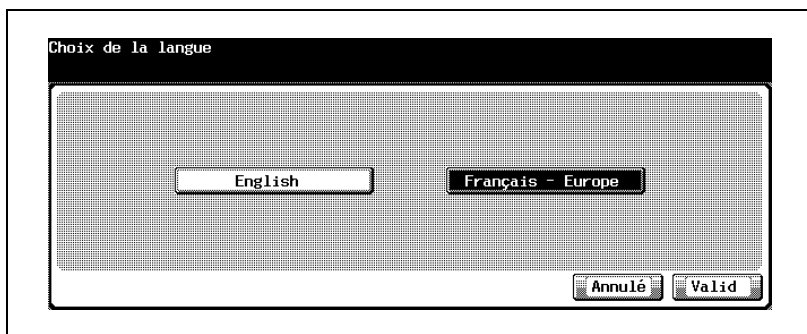 Choix de la langue
English Français - Europe
Annulé Valid